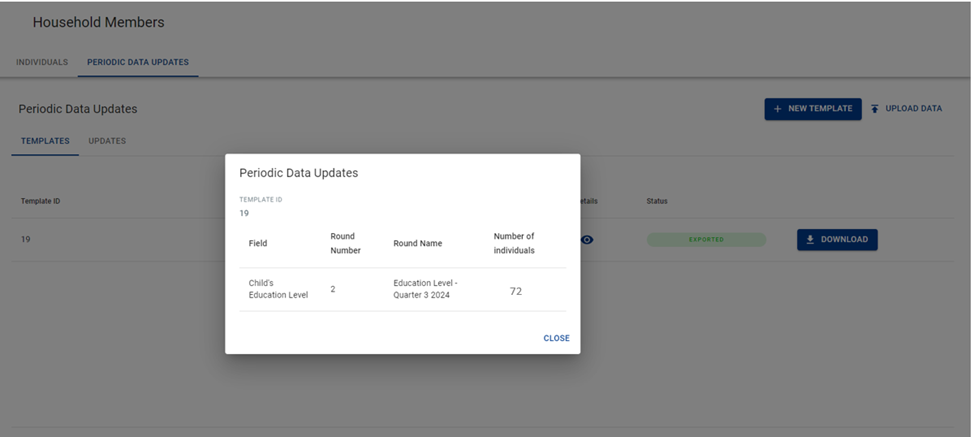 Household Members
INDIVIDUALS PERIODIC DATA UPDATES
Periodic Data Updates
+ NEW TEMPLATE UPLOAD DATA
TEMPLATES UPDATES
Periodic Data Updates
TEMPLATE ID
19
Template ID
etails Status
Field Round Number Round Name Number of individuals
19
EXPORTED DOWNLOAD
Child's Education Level 2 Education Level - Quarter 3 2024 72
CLOSE